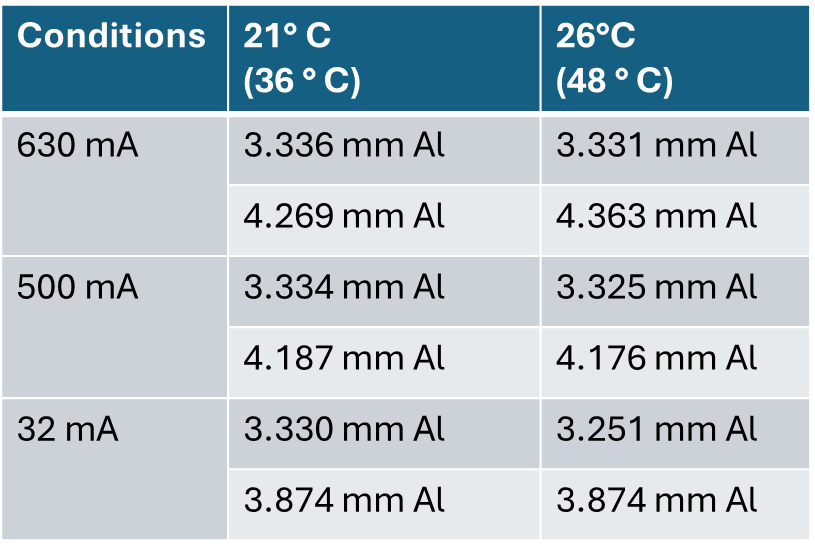 Conditions
21° C
(36 ° C)
26°C
(48 ° C)
630 mA
3.336 mm Al
3.331 mm Al
4.269 mm Al
4.363 mm Al
500 mA
3.334 mm Al
3.325 mm Al
4.187 mm Al
4.176 mm Al
32 mA
3.330 mm Al
3.251 mm Al
3.874 mm Al
3.874 mm Al